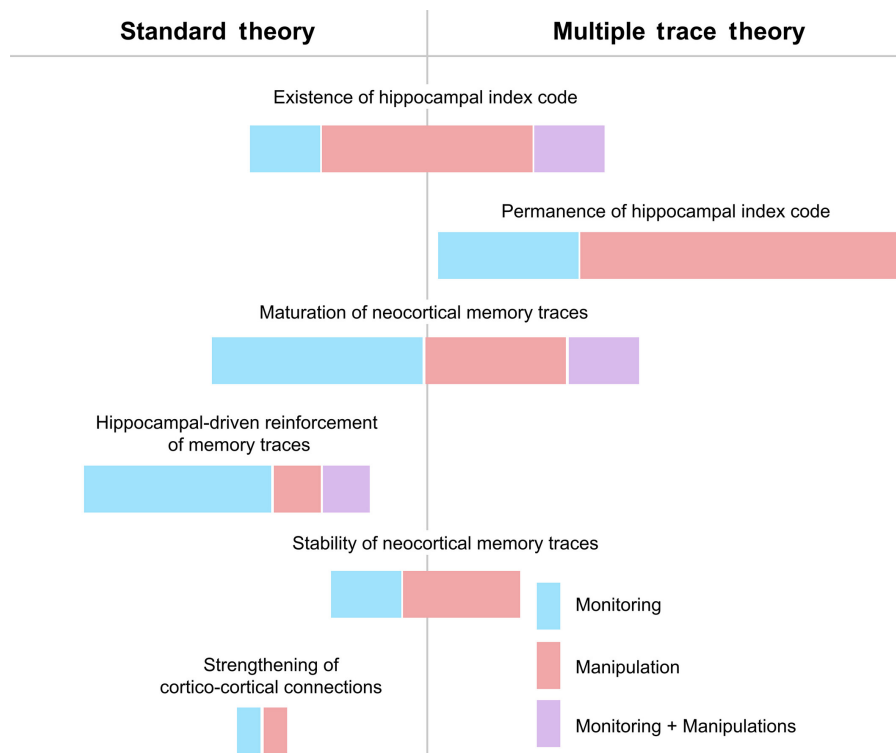 Standard theory
Multiple trace theory
Existence of hippocampal index code
Permanence of hippocampal index code
Maturation of neocortical memory traces
Hippocampal-driven reinforcement
of memory traces
Stability of neocortical memory traces
Monitoring
Manipulation
Strengthening of
cortico-cortical connections
Monitoring + Manipulations